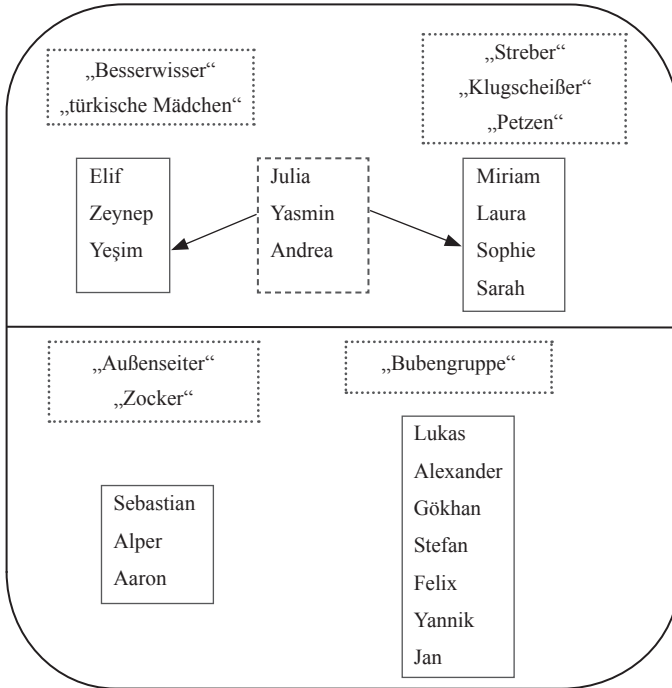 „Besserwisser“
„türkische Mädchen“
„Streber“
„Klugscheißer“
„Petzen“
Elif
Zeynep
Yeşim
Julia
Yasmin
Andrea
Miriam
Laura
Sophie
Sarah
„Außenseiter“
„Zocker“
„Bubengruppe“
Sebastian
Alper
Aaron
Lukas
Alexander
Gökhan
Stefan
Felix
Yannik
Jan